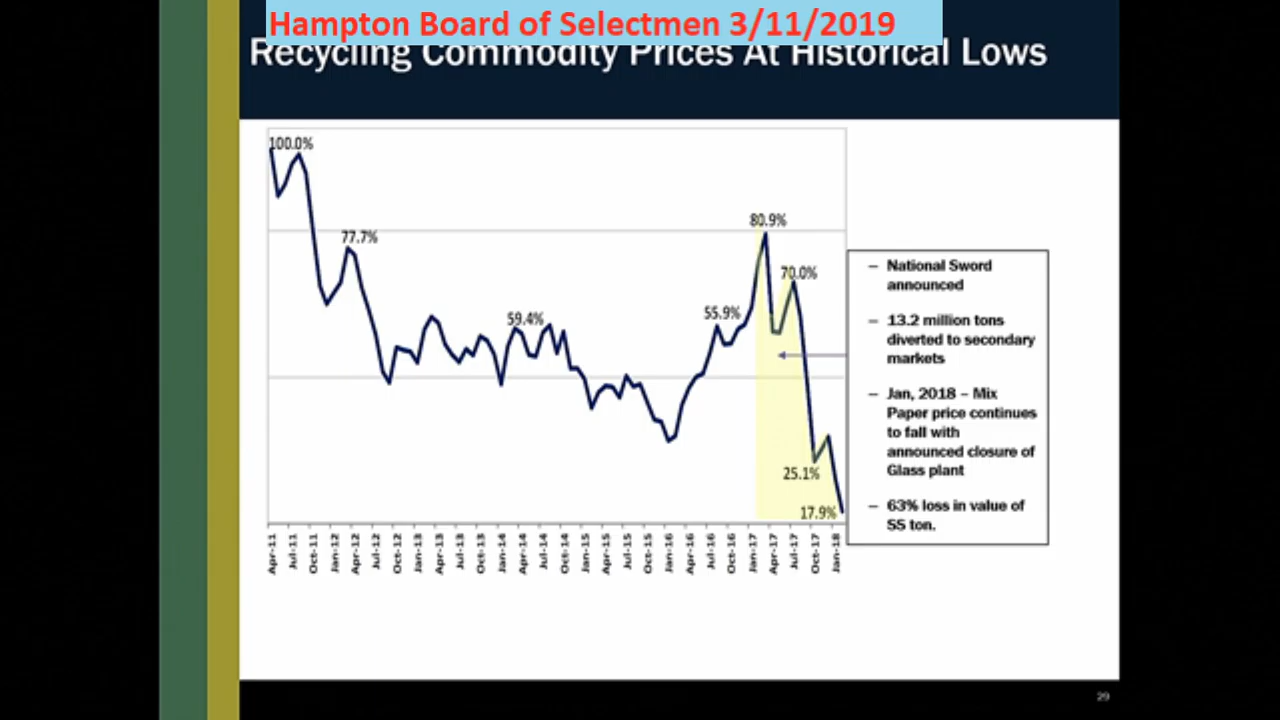 Hampton Board of Selectmen 3/11/2019
Recycling Commodity Prices At Historical Lows
100.0%
77.7%
59.4%
55.9%
80.9%
70.0%
25.1%
17.9%
– National Sword
announced
– 13.2 million tons
diverted to secondary
markets
– Jan, 2018 – Mix
Paper price continues
to fall with
announced closure of
Glass plant
– 63% loss in value of
SS ton.
Apr-11
Jul-11
Oct-11
Jan-12
Apr-12
Jul-12
Oct-12
Jan-13
Apr-13
Jul-13
Oct-13
Jan-14
Apr-14
Jul-14
Oct-14
Jan-15
Apr-15
Jul-15
Oct-15
Jan-16
Apr-16
Jul-16
Oct-16
Jan-17
Apr-17
Jul-17
Oct-17
Jan-18
29